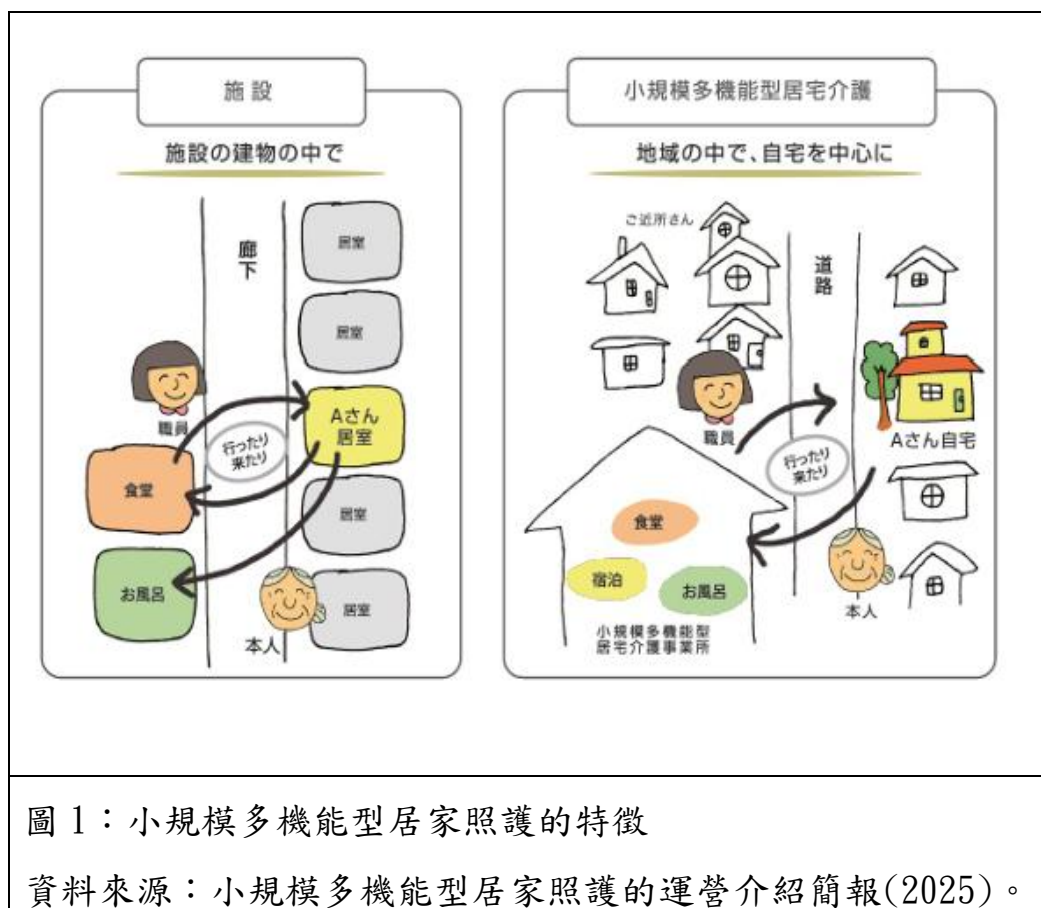 施設
施設の建物の中で
廊下
居室
居室
職員
Aさん
居室
行ったり
来たり
食堂
居室
お風呂
居室
本人
小規模多機能型居宅介護
地域の中で、自宅を中心に
ご近所さん
道路
職員
Aさん自宅
行ったり
来たり
食堂
宿泊
お風呂
本人
小規模多機能型
居宅介護事業所
圖1：小規模多機能型居家照護的特徵
資料來源：小規模多機能型居家照護的運營介紹簡報(2025)。